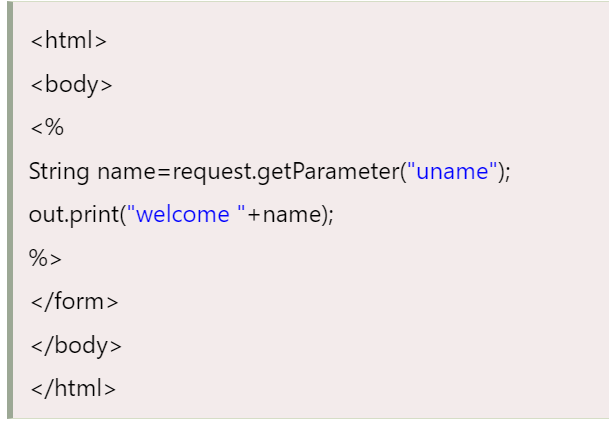 <html>
<body>
<%
String name=request.getParameter("uname");
out.print("welcome "+name);
%>
</form>
</body>
</html>